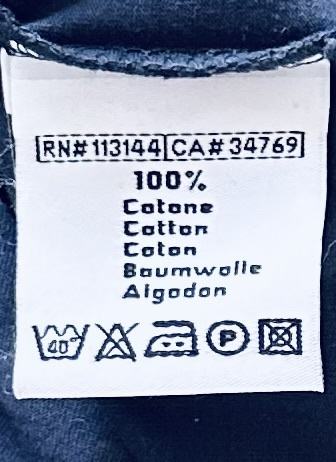 RN# 113144 CA# 34769
100%
Cotone
Cotton
Coton
Baumwolle
Algodon
40° P